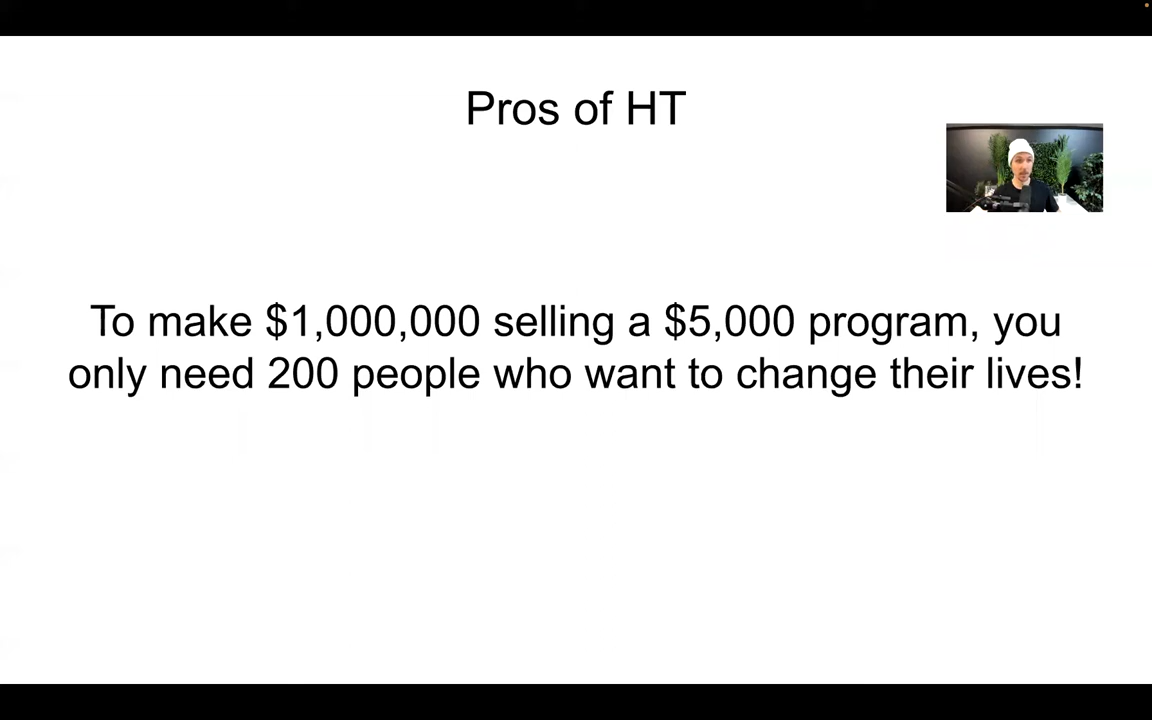 Pros of HT
To make $1,000,000 selling a $5,000 program, you
only need 200 people who want to change their lives!